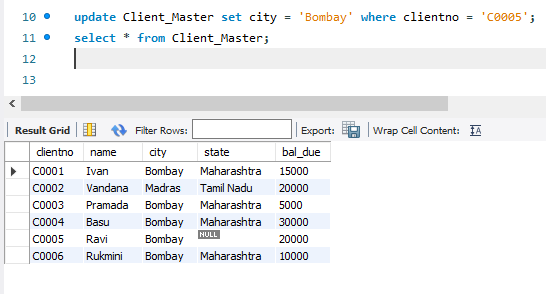 10 update Client_Master set city = 'Bombay' where clientno = 'C0005';
11 select * from Client_Master;
12
13
Result Grid Filter Rows: Export: Wrap Cell Content: IA
clientno name city state bal_due
C0001 Ivan Bombay Maharashtra 15000
C0002 Vandana Madras Tamil Nadu 20000
C0003 Pramada Bombay Maharashtra 5000
C0004 Basu Bombay Maharashtra 30000
C0005 Ravi Bombay NULL 20000
C0006 Rukmini Bombay Maharashtra 10000